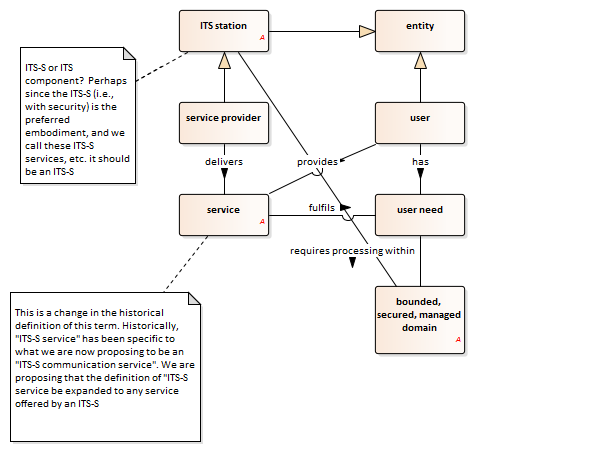 ITS station
A
entity
ITS-S or ITS
component?  Perhaps
since the ITS-S (i.e.,
with security) is the
preferred
embodiment, and we
call these ITS-S
services, etc. it should
be an ITS-S
service provider
user
delivers
provides
has
service
A
fulfils
user need
requires processing within
bounded,
secured, managed
domain
A
This is a change in the historical
definition of this term. Historically,
"ITS-S service" has been specific to
what we are now proposing to be an
"ITS-S communication service". We are
proposing that the definition of "ITS-S
service be expanded to any service
offered by an ITS-S